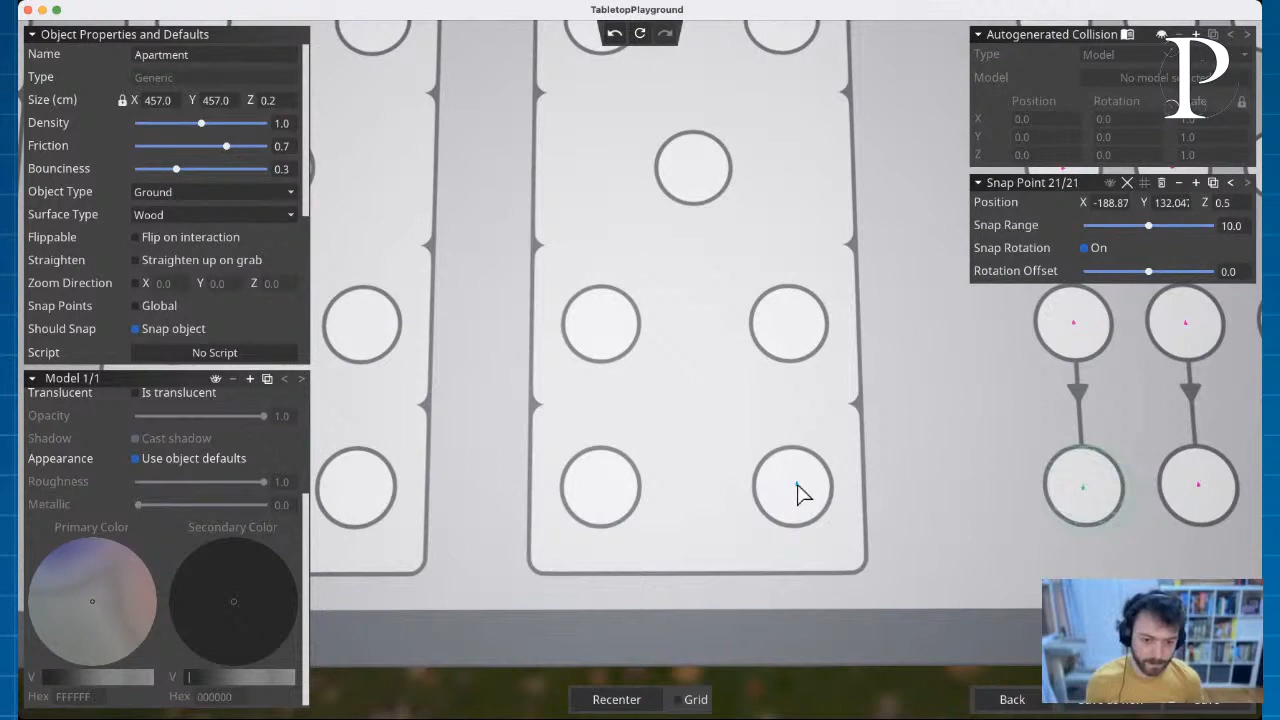 TabletopPlayground
Object Properties and Defaults
Name Apartment
Type Generic
Size (cm) X 457.0 Y 457.0 Z 0.2
Density 1.0
Friction 0.7
Bounciness 0.3
Object Type Ground
Surface Type Wood
Flippable Flip on interaction
Straighten Straighten up on grab
Zoom Direction X 0.0 Y 0.0 Z 0.0
Snap Points Global
Should Snap Snap object
Script No Script
Model 1/1
Translucent Is translucent
Opacity 1.0
Shadow Cast shadow
Appearance Use object defaults
Roughness 1.0
Metallic 0.0
Primary Color Secondary Color
V V
Hex FFFFFF Hex 000000
Recenter Grid
Autogenerated Collision
Type Model
Model No model selected
Position Rotation
X 0.0 0.0 1.0
Y 0.0 0.0 1.0
Z 0.0 0.0 1.0
P
Snap Point 21/21
Position X -188.87 Y 132.047 Z 0.5
Snap Range 10.0
Snap Rotation On
Rotation Offset 0.0
Back